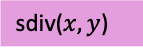 sdiv(x, y)